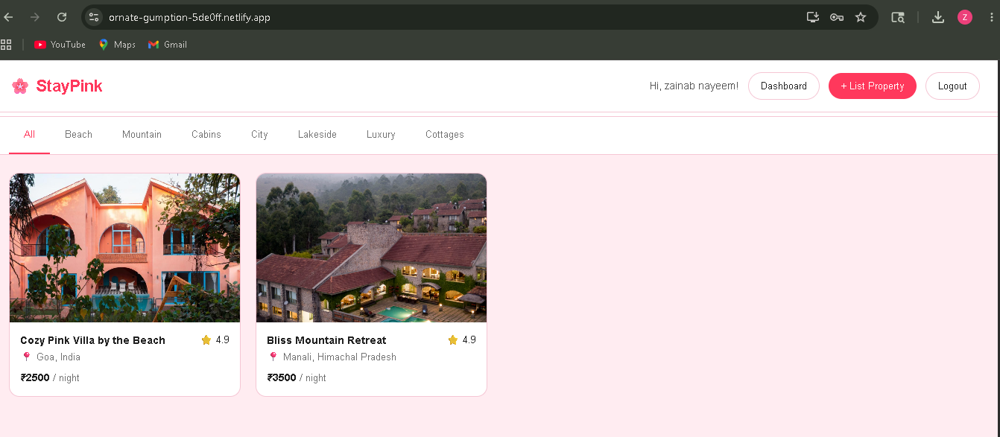 ornate-gumption-5de0ff.netlify.app
Z
YouTube Maps Gmail
StayPink
Hi, zainab nayeem! Dashboard + List Property Logout
All Beach Mountain Cabins City Lakeside Luxury Cottages
Cozy Pink Villa by the Beach 4.9
Goa, India
₹2500 / night
Bliss Mountain Retreat 4.9
Manali, Himachal Pradesh
₹3500 / night